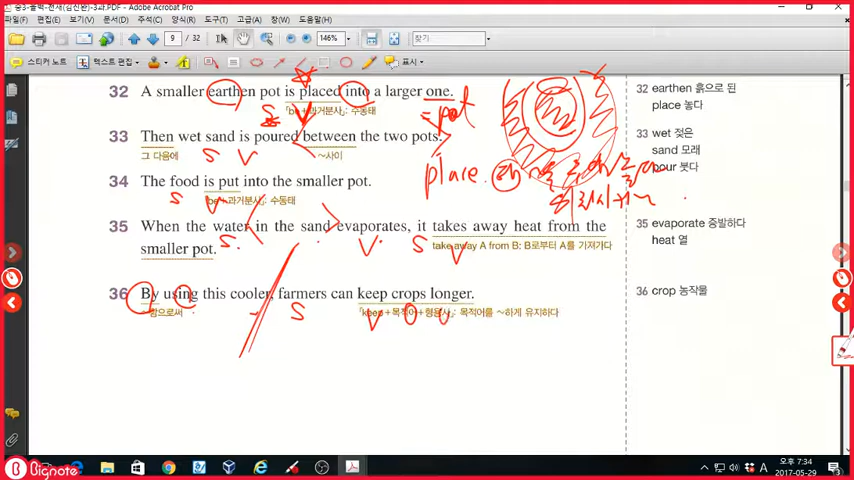 중3-올백-천재(김진완)-3과.PDF - Adobe Acrobat Pro
파일(F) 편집(E) 보기(V) 주석(C) 양식(R) 도구(T) 고급(A) 창(W) 도움말(H)
9 / 32 146% 찾기
스티커 노트 텍스트 편집 표시
32 A smaller earthen pot is placed into a larger one.
「be+과거분사」: 수동태
= pot
32 earthen 흙으로 된
place 놓다
33 Then wet sand is poured between the two pots.
그 다음에 S V ~사이
33 wet 젖은
sand 모래
pour 붓다
place.
34 The food is put into the smaller pot.
S V 「be+과거분사」: 수동태
35 When the water in the sand evaporates, it takes away heat from the
smaller pot. S V S V take away A from B: B로부터 A를 가져가다
35 evaporate 증발하다
heat 열
36 By using this cooler, farmers can keep crops longer.
~함으로써 S 「keep+목적어+형용사」: 목적어를 ~하게 유지하다
V O
36 crop 농작물
Bignote
오후 7:34
2017-05-29